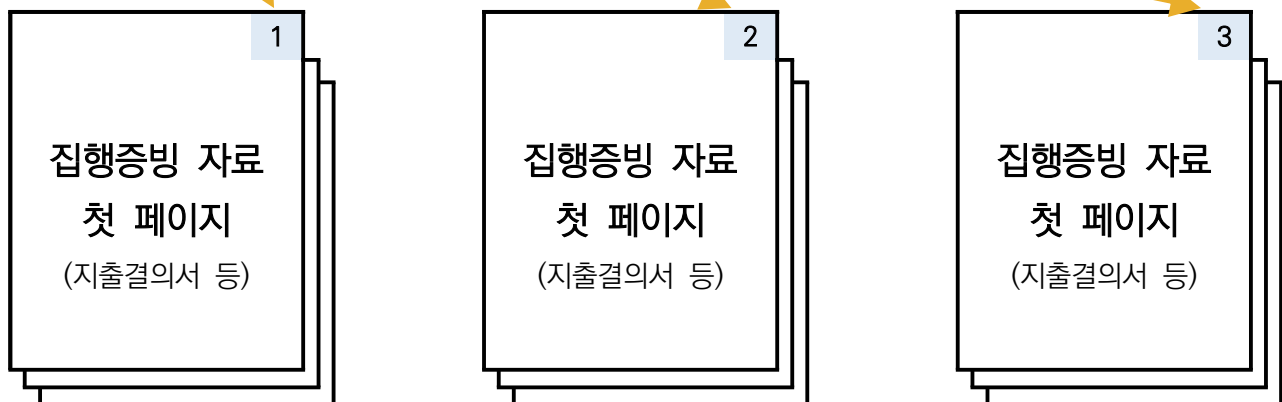 1
집행증빙 자료
첫 페이지
(지출결의서 등)
2
집행증빙 자료
첫 페이지
(지출결의서 등)
3
집행증빙 자료
첫 페이지
(지출결의서 등)